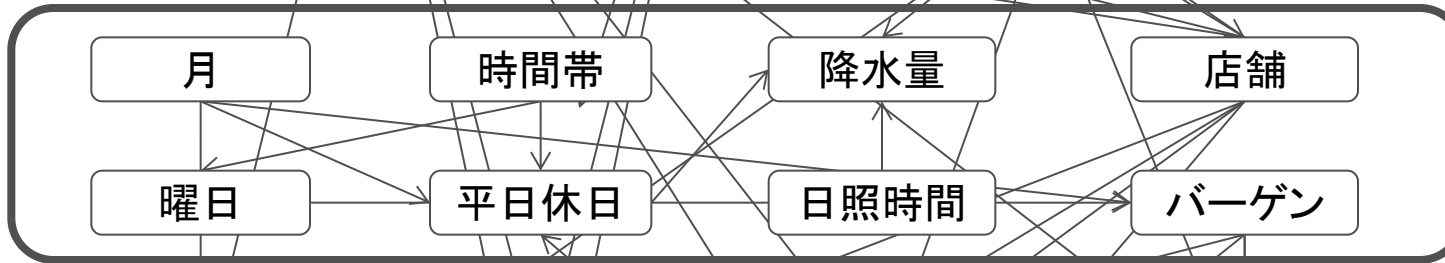 月
時間帯
降水量
店舗
曜日
平日休日
日照時間
バーゲン